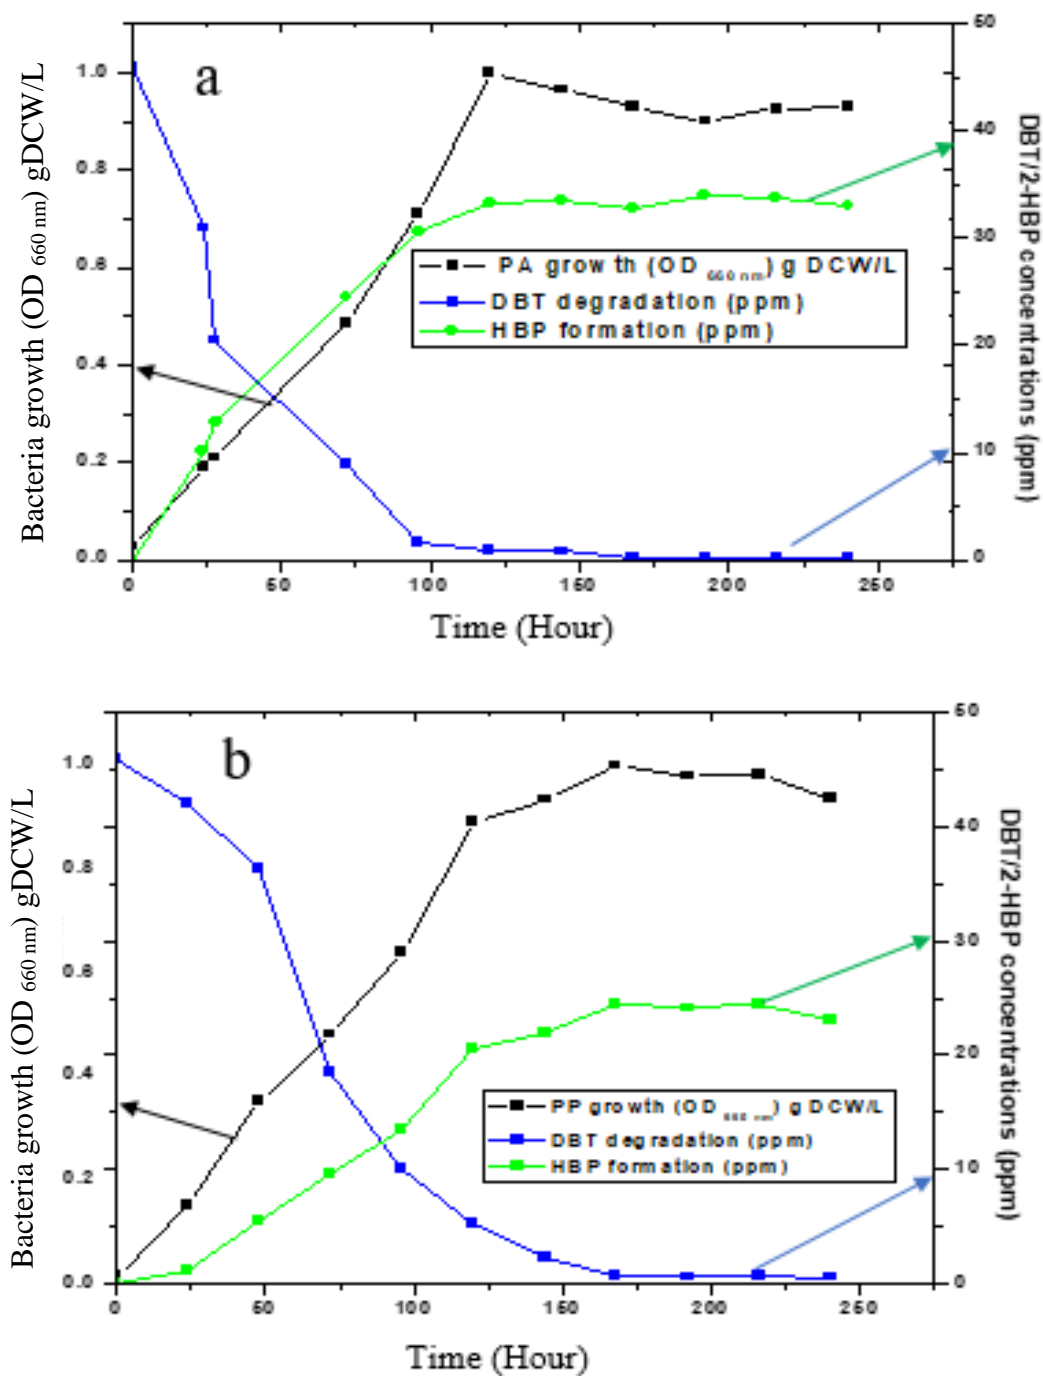 a
Bacteria growth (OD 660 nm) gDCW/L
1.0
0.8
0.6
0.4
0.2
0.0
50
40
30
20
10
0
DBT/2-HBP concentrations (ppm)
PA growth (OD 660 nm) g DCW/L
DBT degradation (ppm)
HBP formation (ppm)
0 50 100 150 200 250
Time (Hour)
b
Bacteria growth (OD 660 nm) gDCW/L
1.0
0.8
0.6
0.4
0.2
0.0
50
40
30
20
10
0
DBT/2-HBP concentrations (ppm)
PP growth (OD 660 nm) g DCW/L
DBT degradation (ppm)
HBP formation (ppm)
0 50 100 150 200 250
Time (Hour)